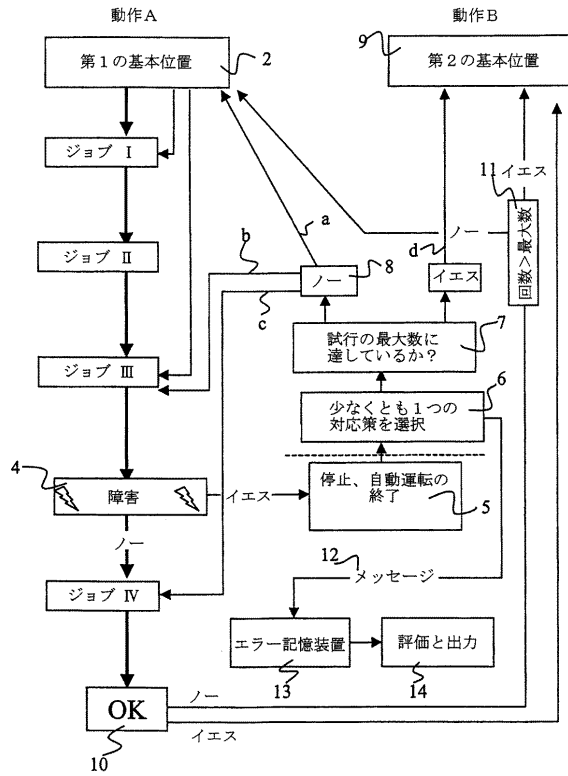 動作A
動作B
第1の基本位置
2
9
第2の基本位置
ジョブ I
11
イエス
回数>最大数
a
ノー
d
ジョブ II
b
ノー
8
イエス
c
試行の最大数に
達しているか?
7
ジョブ III
6
少なくとも1つの
対応策を選択
4
障害
イエス
停止、自動運転の
終了
5
ノー
12
メッセージ
ジョブ IV
エラー記憶装置
評価と出力
13
14
OK
ノー
イエス
10